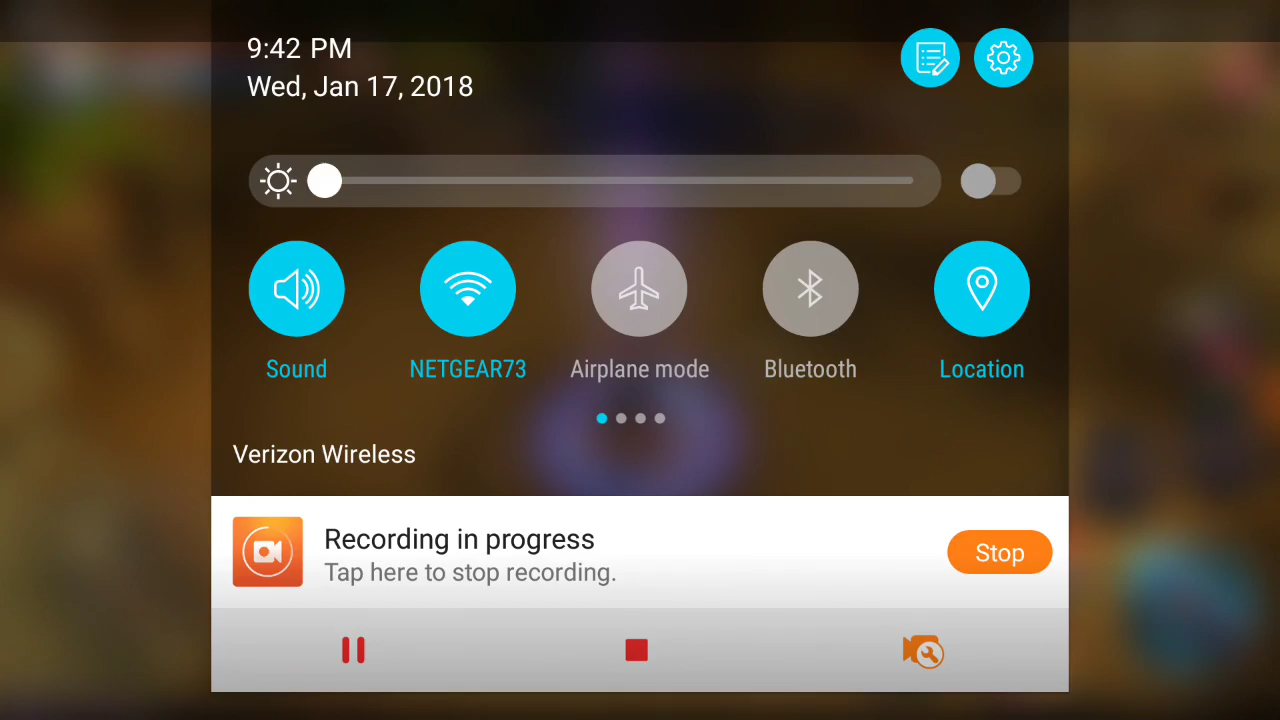 9:42 PM
Wed, Jan 17, 2018
Sound
NETGEAR73
Airplane mode
Bluetooth
Location
Verizon Wireless
Recording in progress
Tap here to stop recording.
Stop